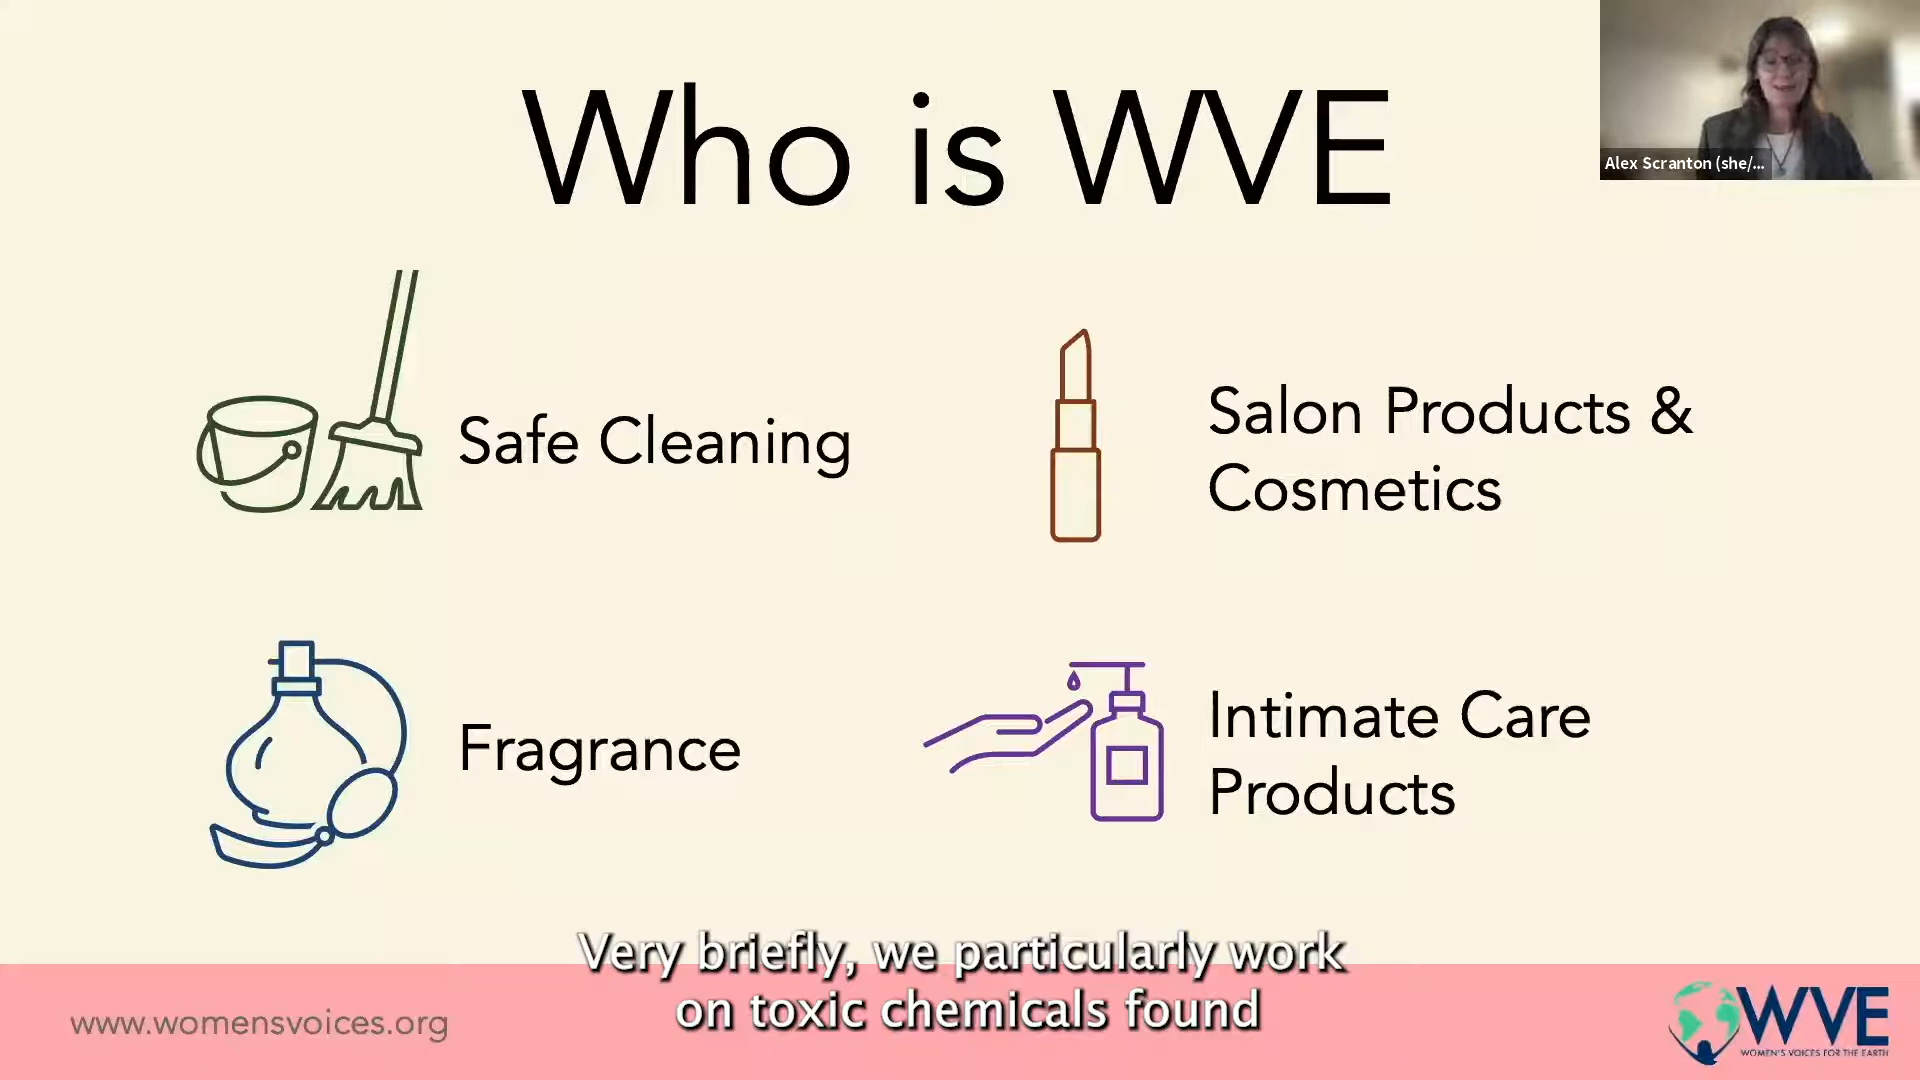 Who is WVE
Alex Scranton (she/...
Safe Cleaning
Salon Products &
Cosmetics
Fragrance
Intimate Care
Products
Very briefly, we particularly work
on toxic chemicals found
www.womensvoices.org
WVE
WOMEN'S VOICES FOR THE EARTH